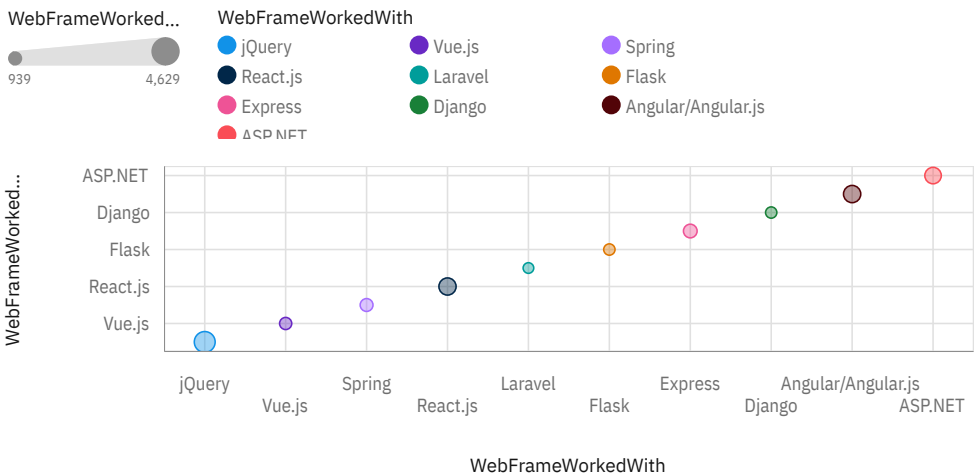 WebFrameWorked...
939 4,629
WebFrameWorkedWith
jQuery Vue.js Spring
React.js Laravel Flask
Express Django Angular/Angular.js
ASP.NET
WebFrameWorked...
ASP.NET
Django
Flask
React.js
Vue.js
jQuery Spring Laravel Express Angular/Angular.js
Vue.js React.js Flask Django ASP.NET
WebFrameWorkedWith